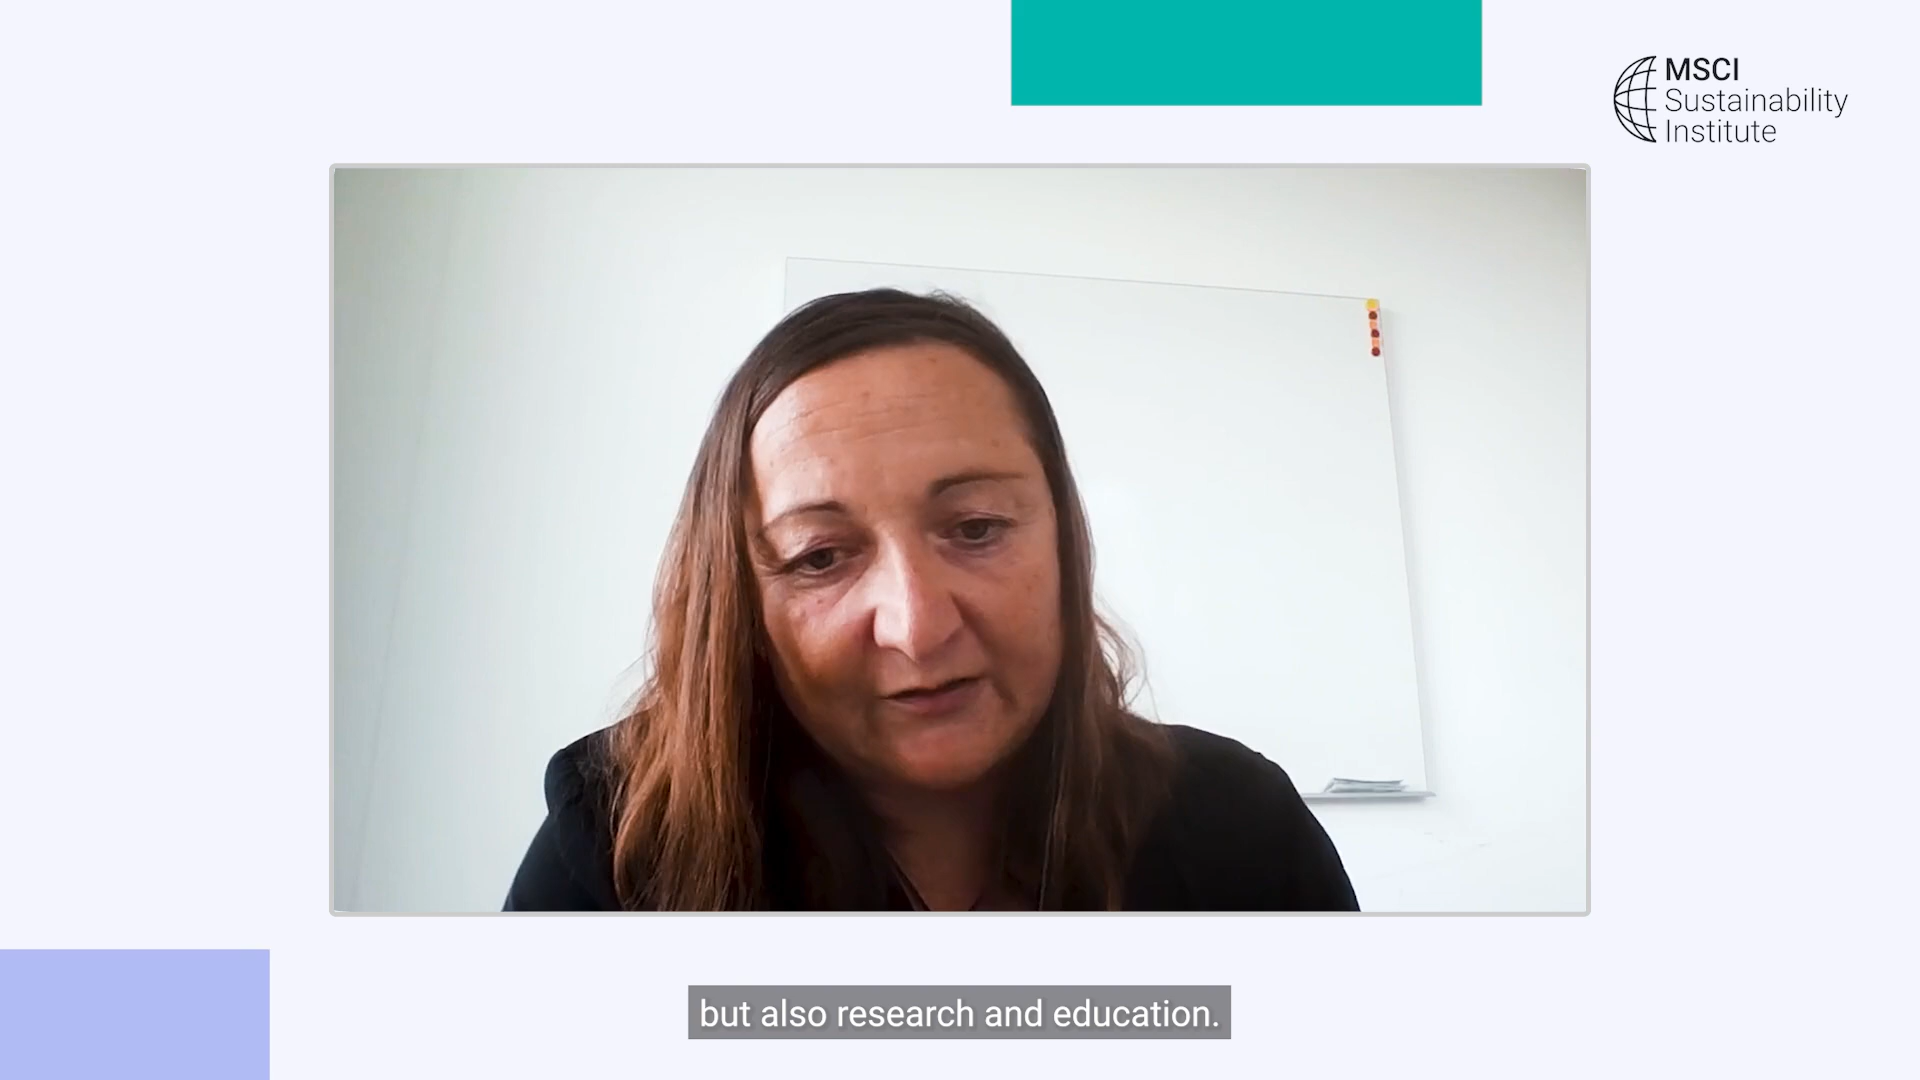 MSCI
Sustainability
Institute
but also research and education.